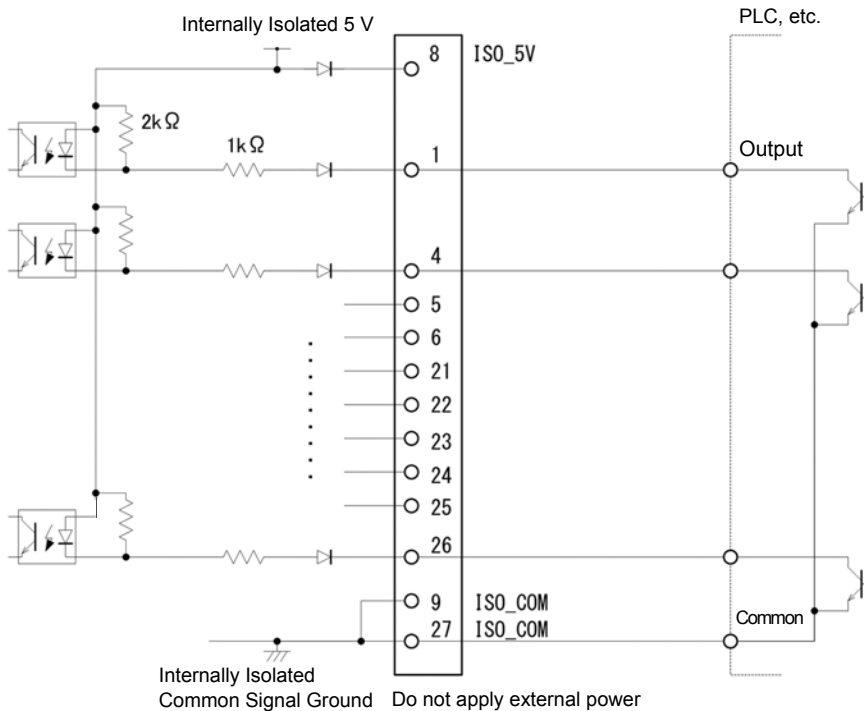 Internally Isolated 5 V
PLC, etc.
8 ISO_5V
2kΩ
1kΩ
1
Output
4
5
6
21
22
23
24
25
26
9 ISO_COM
27 ISO_COM
Common
Internally Isolated
Common Signal Ground
Do not apply external power